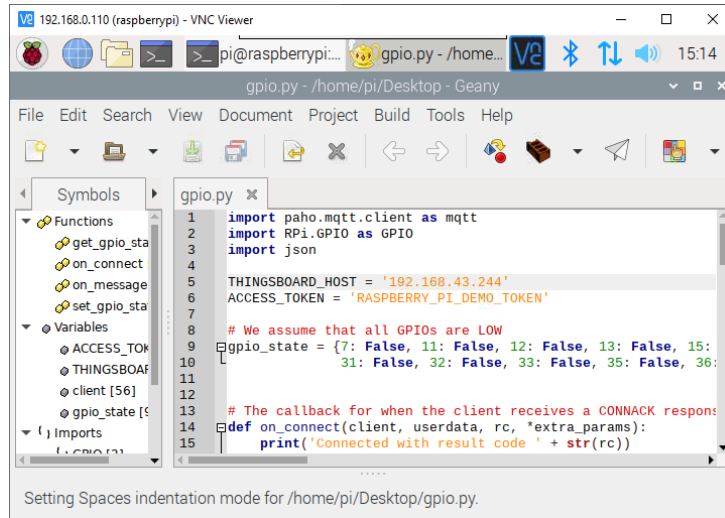 192.168.0.110 (raspberrypi) - VNC Viewer
pi@raspberrypi:... gpio.py - /home... 15:14
gpio.py - /home/pi/Desktop - Geany
File Edit Search View Document Project Build Tools Help
Symbols
gpio.py
Functions
get_gpio_sta
on_connect
on_message
set_gpio_sta
Variables
ACCESS_TOK
THINGSBOAR
client [56]
gpio_state [9
Imports
1 import paho.mqtt.client as mqtt
2 import RPi.GPIO as GPIO
3 import json
4
5 THINGSBOARD_HOST = '192.168.43.244'
6 ACCESS_TOKEN = 'RASPBERRY_PI_DEMO_TOKEN'
7
8 # We assume that all GPIOs are LOW
9 gpio_state = {7: False, 11: False, 12: False, 13: False, 15:
10 31: False, 32: False, 33: False, 35: False, 36:
11
12
13 # The callback for when the client receives a CONNACK respons
14 def on_connect(client, userdata, rc, *extra_params):
15 print('Connected with result code ' + str(rc))
Setting Spaces indentation mode for /home/pi/Desktop/gpio.py.